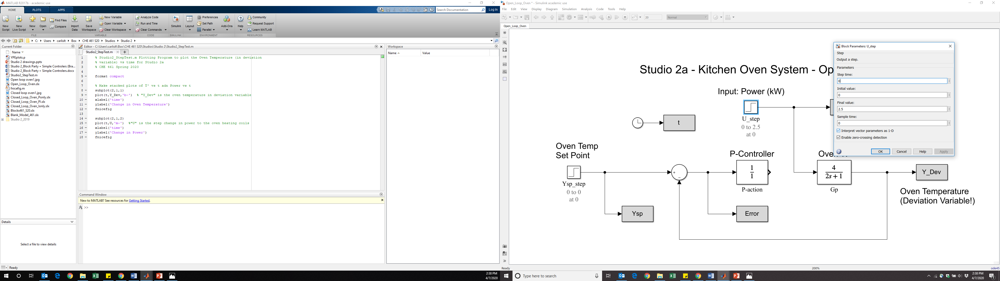 MATLAB R2017b - academic use
HOME
PLOTS
APPS
Search Documentation
Log In
New Script
New Live Script
New
Open
Find Files
Compare
Import Data
Save Workspace
New Variable
Open Variable
Clear Workspace
Analyze Code
Run and Time
Clear Commands
Simulink
Layout
Preferences
Set Path
Parallel
Add-Ons
Help
Community
Request Support
Learn MATLAB
FILE
VARIABLE
CODE
SIMULINK
ENVIRONMENT
RESOURCES
C: Users carlislt Box CHE 461 S20 Studios Studio 2
Current Folder
Name
YPEplots.p
Studio 2 drawings.pptx
Studio 2_Block Party + Simple Controlers (Bra...
Studio 2_Block Party + Simple Controlers.docx
Studio2_StepTest.m
Open loop oven1.jpg
Open_Loop_Oven.slx
fnicefig.m
Closed loop oven1.jpg
Closed_Loop_Oven_Ponly.slx
Closed_Loop_Oven_PI.slx
Closed_Loop_Oven_Ionly.slx
Blocks461_S20.slx
Blank_Model_461.slx
Studio 2_2019
Details
Select a file to view details
Ready
Editor - C:\Users\carlislt\Box\CHE 461 S20\Studios\Studio 2\Studio2_StepTest.m
Studio2_StepTest.m
1 % Studio2_StepTest.m Plotting Program to plot the Oven Temperature (in deviation
2 % variable) vs time for Studio 2a
3 % CHE 461 Spring 2020
4
5 - format compact
6
7 % Make stacked plots of T' vs t adn Power vs t
8 - subplot(2,1,1)
9 - plot(t,Y_Dev,'b-') % "Y_Dev" is the oven temperature in deviation variable
10 - xlabel('time')
11 - ylabel('Change in Oven Temperature')
12 - fnicefig
13
14 - subplot(2,1,2)
15 - plot(t,U,'m-') %"U" is the step change in power to the oven heating coils
16 - xlabel('time')
17 - ylabel('Change in Power')
18 - fnicefig
Command Window
New to MATLAB? See resources for Getting Started.
fx >>
Workspace
Name
Value
2:38 PM
4/7/2020
Open_Loop_Oven * - Simulink academic use
File Edit View Display Diagram Simulation Analysis Code Tools Help
20
Normal
Open_Loop_Oven
Studio 2a - Kitchen Oven System - Op
Input: Power (kW)
U_step
0 to 2.5
at 0
t
Oven Temp
Set Point
Ysp_step
0 to 0
at 0
Ysp
+
−
P-Controller
1
1
P-action
Error
Ove
4
2s + 1
Gp
Y_Dev
Oven Temperature
(Deviation Variable!)
Block Parameters: U_step
Step
Output a step.
Parameters
Step time:
0
Initial value:
0
Final value:
2.5
Sample time:
0
Interpret vector parameters as 1-D
Enable zero-crossing detection
OK
Cancel
Help
Apply
Ready
200%
ode45
Type here to search
2:38 PM
4/7/2020